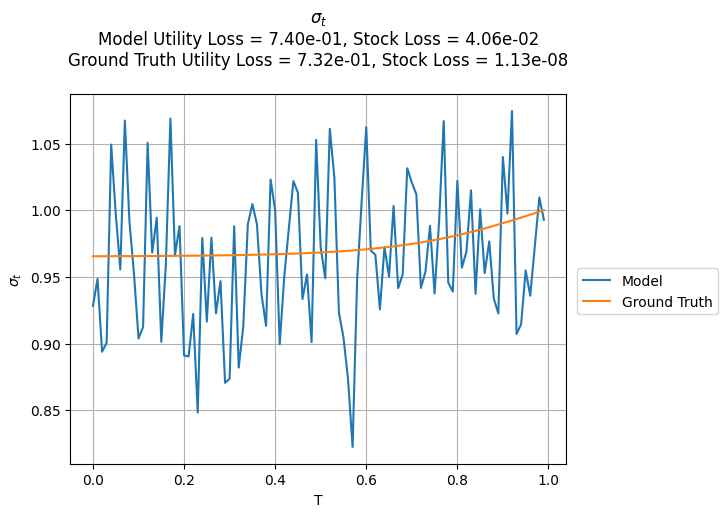 σt
Model Utility Loss = 7.40e-01, Stock Loss = 4.06e-02
Ground Truth Utility Loss = 7.32e-01, Stock Loss = 1.13e-08
1.05
1.00
0.95
0.90
0.85
σt
0.0 0.2 0.4 0.6 0.8 1.0
T
Model
Ground Truth